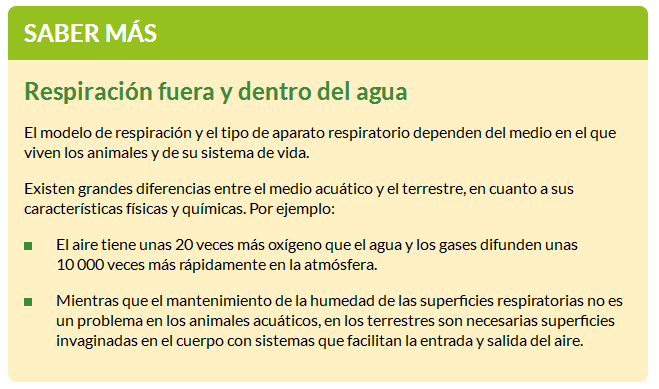 SABER MÁS
Respiración fuera y dentro del agua
El modelo de respiración y el tipo de aparato respiratorio dependen del medio en el que
viven los animales y de su sistema de vida.
Existen grandes diferencias entre el medio acuático y el terrestre, en cuanto a sus
características físicas y químicas. Por ejemplo:
El aire tiene unas 20 veces más oxígeno que el agua y los gases difunden unas
10 000 veces más rápidamente en la atmósfera.
Mientras que el mantenimiento de la humedad de las superficies respiratorias no es
un problema en los animales acuáticos, en los terrestres son necesarias superficies
invaginadas en el cuerpo con sistemas que facilitan la entrada y salida del aire.